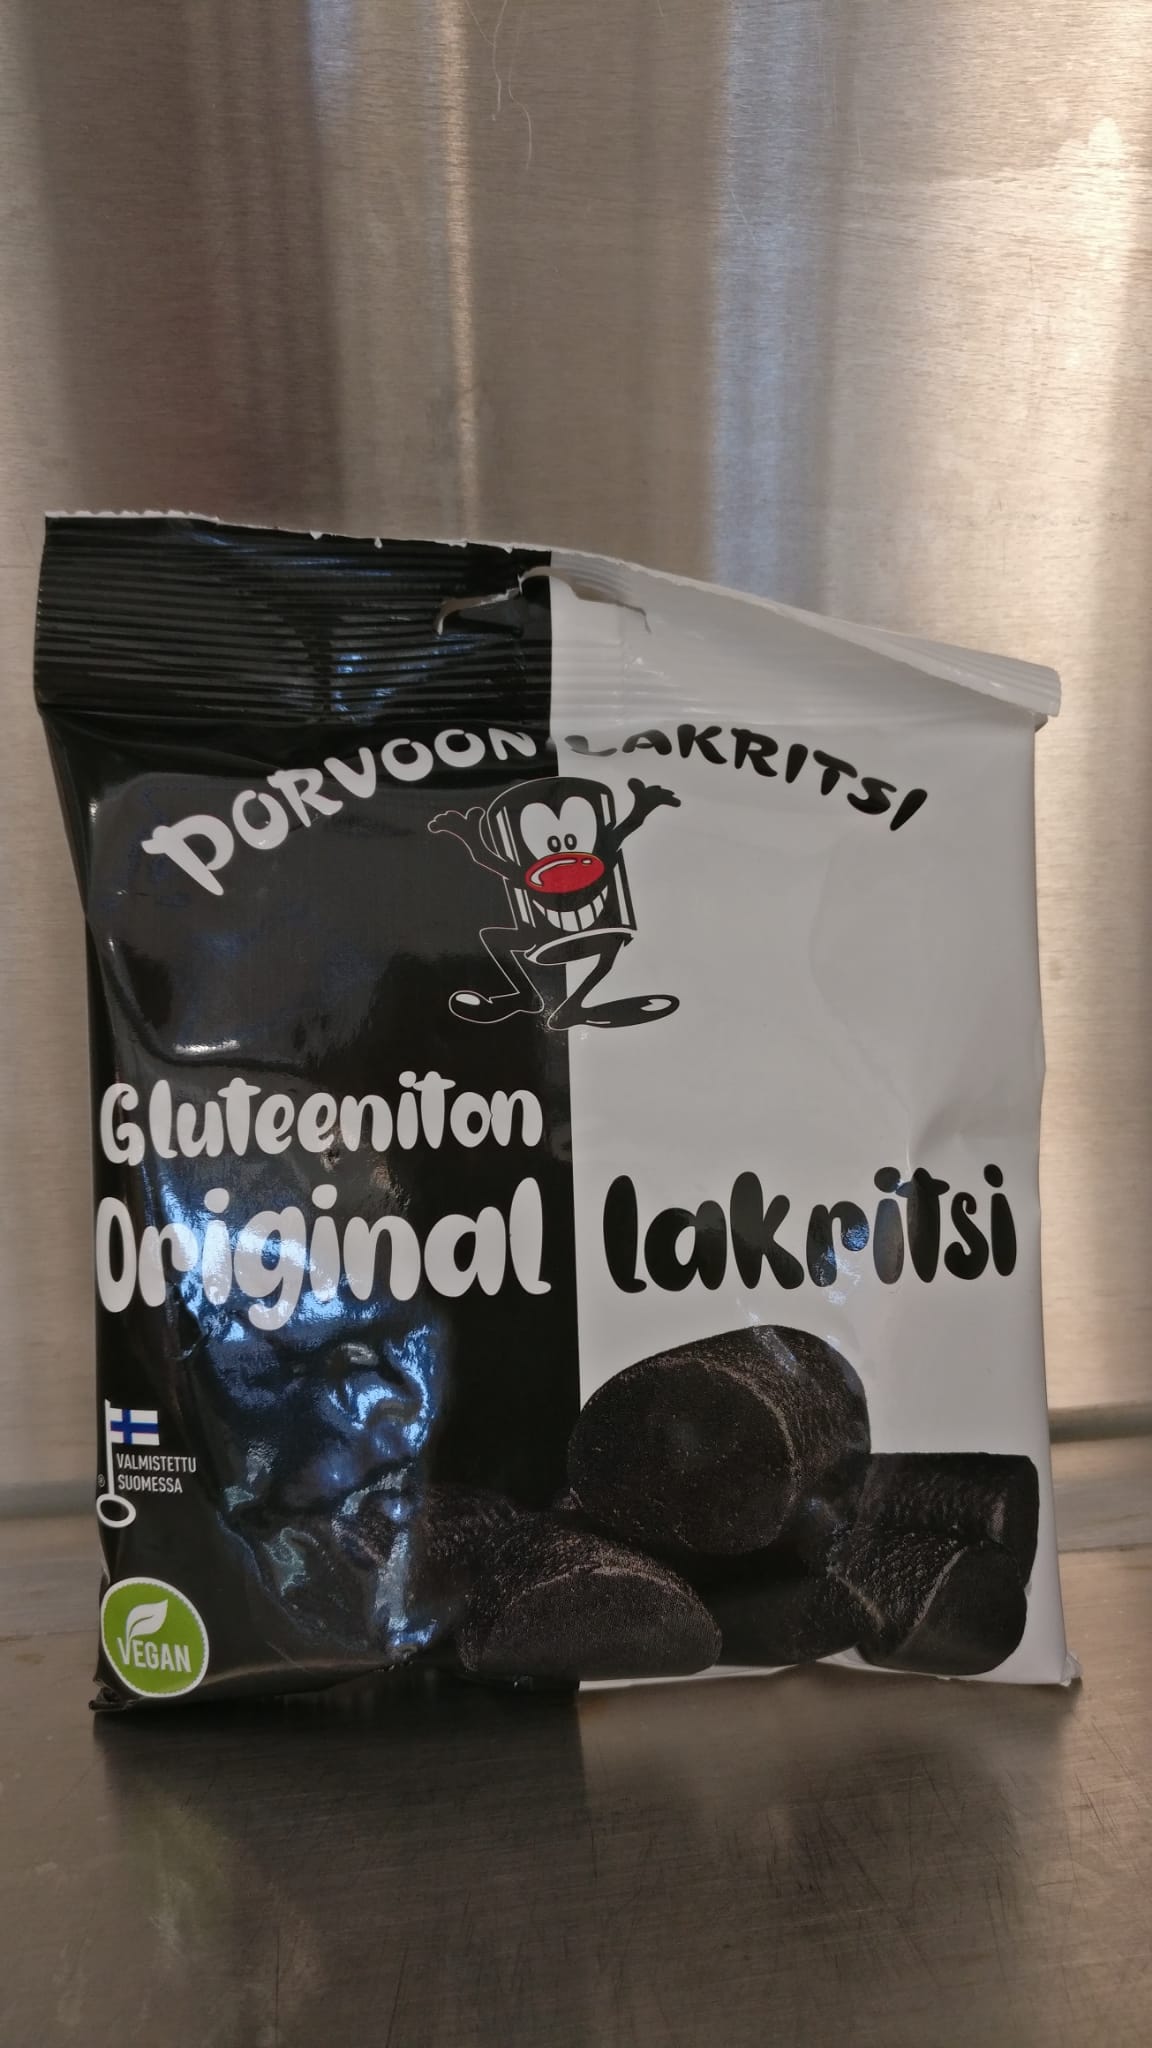 PORVOON LAKRITSI
Gluteeniton
Original lakritsi
VALMISTETTU
SUOMESSA
VEGAN